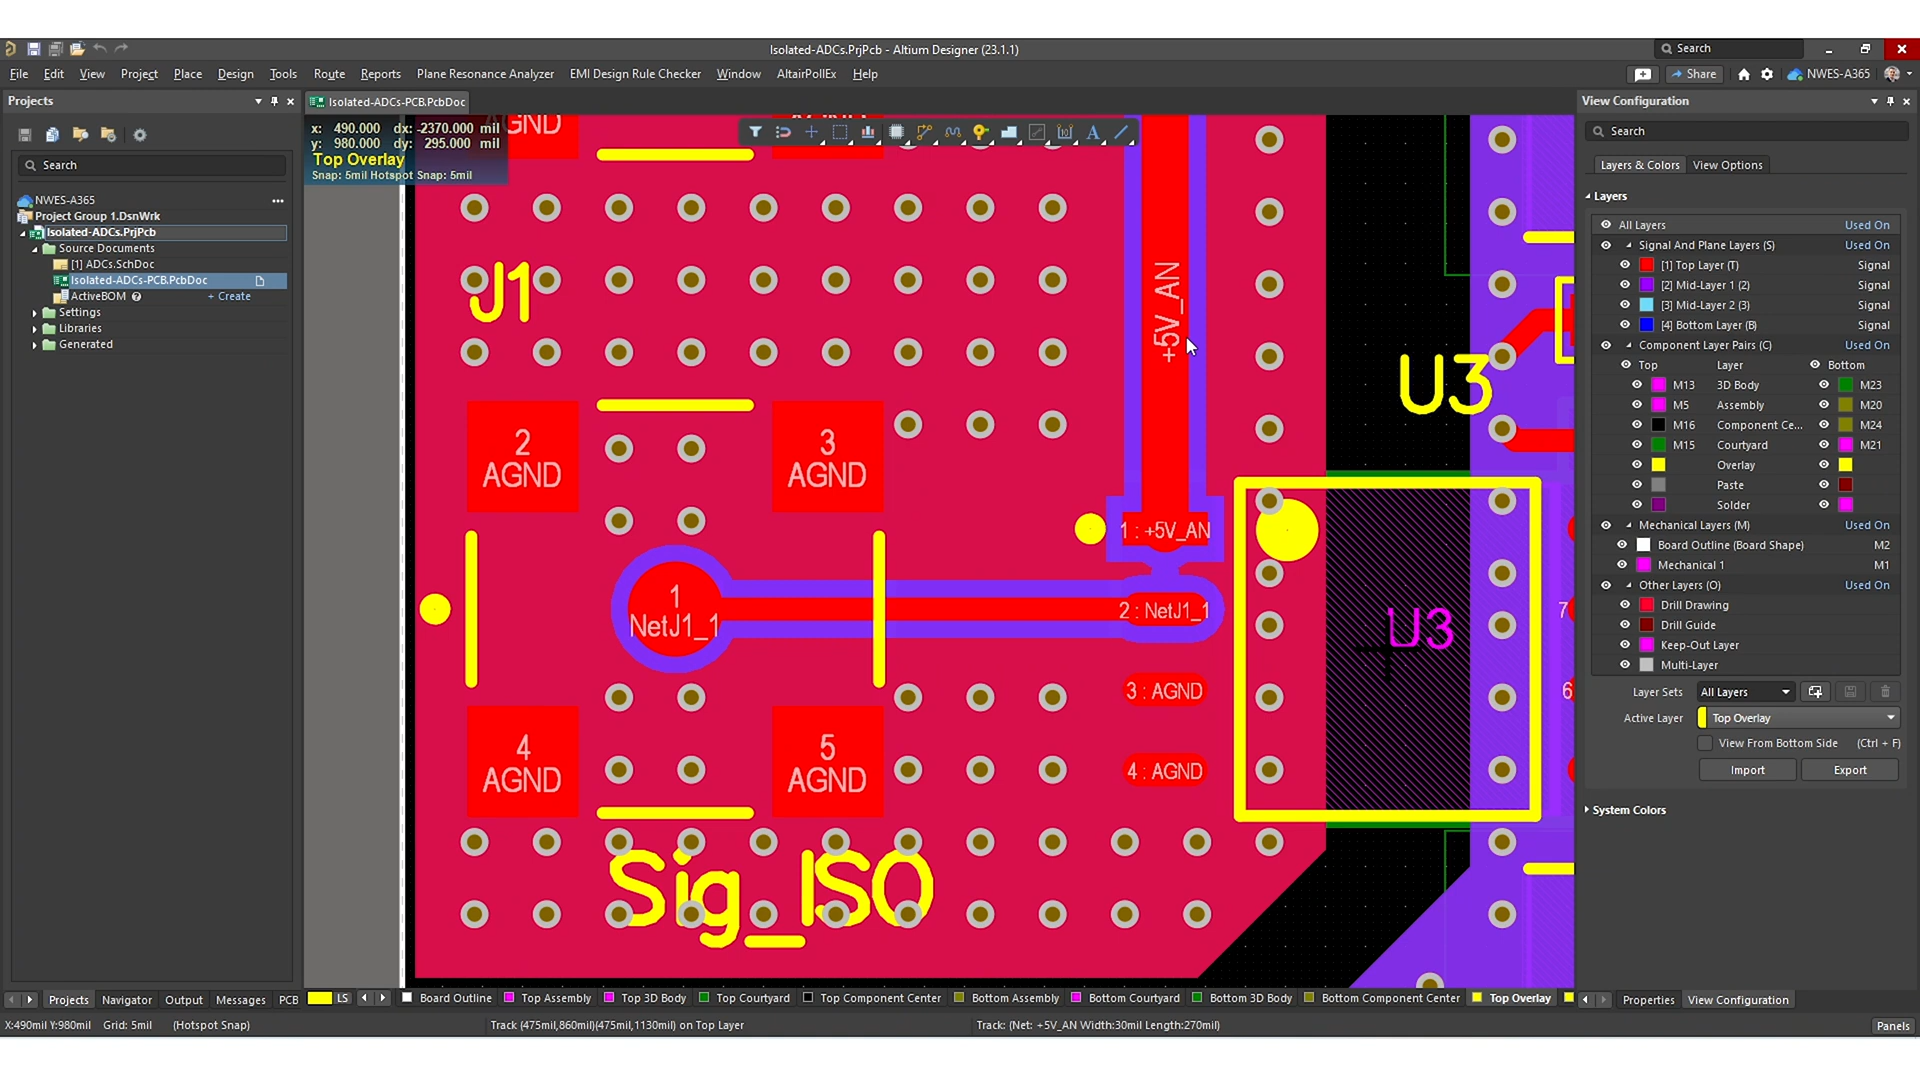 Isolated-ADCs.PrjPcb - Altium Designer (23.1.1)
Search
File Edit View Project Place Design Tools Route Reports Plane Resonance Analyzer EMI Design Rule Checker Window AltairPollEx Help
Share
NWES-A365
Projects
Isolated-ADCs-PCB.PcbDoc
View Configuration
x: 490.000 dx: -2370.000 mil
y: 980.000 dy: 295.000 mil
Top Overlay
Snap: 5mil Hotspot Snap: 5mil
Search
Search
Layers & Colors View Options
NWES-A365
Project Group 1.DsnWrk
Isolated-ADCs.PrjPcb
Source Documents
[1] ADCs.SchDoc
Isolated-ADCs-PCB.PcbDoc
ActiveBOM + Create
Settings
Libraries
Generated
GND
J1
+5V_AN
U3
2
AGND
3
AGND
1 : +5V_AN
1
NetJ1_1
2 : NetJ1_1
U3
7
3 : AGND
6
4
AGND
5
AGND
4 : AGND
Sig_ISO
Layers
All Layers Used On
Signal And Plane Layers (S) Used On
[1] Top Layer (T) Signal
[2] Mid-Layer 1 (2) Signal
[3] Mid-Layer 2 (3) Signal
[4] Bottom Layer (B) Signal
Component Layer Pairs (C) Used On
Top Layer Bottom
M13 3D Body M23
M5 Assembly M20
M16 Component Ce... M24
M15 Courtyard M21
Overlay
Paste
Solder
Mechanical Layers (M) Used On
Board Outline (Board Shape) M2
Mechanical 1 M1
Other Layers (O) Used On
Drill Drawing
Drill Guide
Keep-Out Layer
Multi-Layer
Layer Sets All Layers
Active Layer Top Overlay
View From Bottom Side (Ctrl + F)
Import Export
System Colors
Projects Navigator Output Messages PCB
LS Board Outline Top Assembly Top 3D Body Top Courtyard Top Component Center Bottom Assembly Bottom Courtyard Bottom 3D Body Bottom Component Center Top Overlay
Properties View Configuration
X:490mil Y:980mil Grid: 5mil (Hotspot Snap)
Track (475mil,860mil)(475mil,1130mil) on Top Layer
Track: (Net: +5V_AN Width:30mil Length:270mil)
Panels